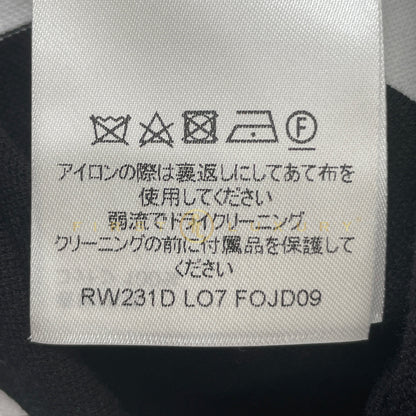 F
アイロンの際は裏返しにしてあて布を
使用してください
弱流でドライクリーニング
クリーニングの前に付属品を保護して
ください
RW231D LO7 FOJD09